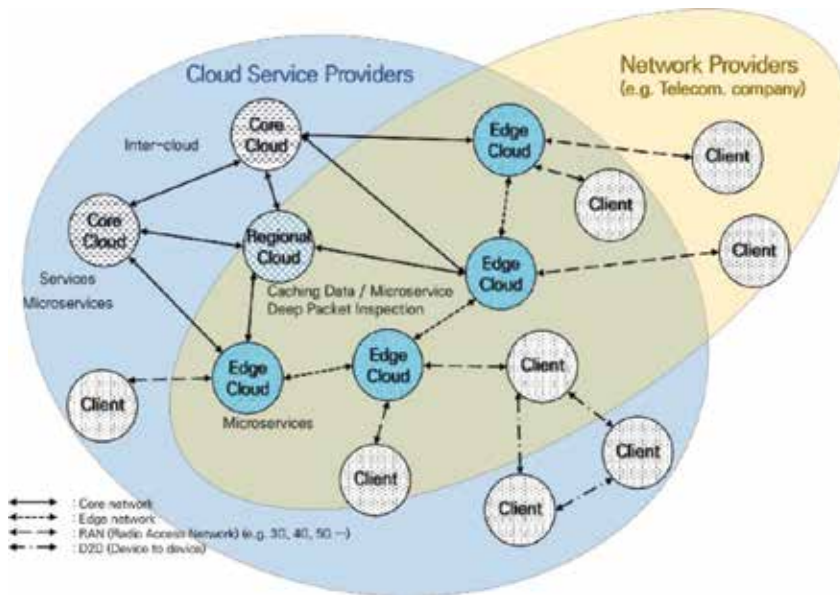 Cloud Service Providers
Network Providers
(e.g. Telecom. company)
Core
Cloud
Inter-cloud
Edge
Cloud
Client
Client
Core
Cloud
Regional
Cloud
Client
Edge
Cloud
Services
Microservices
Caching Data / Microservice
Deep Packet Inspection
Edge
Cloud
Edge
Cloud
Client
Client
Microservices
Client
Client
Client
: Core network
: Edge network
: RAN (Radio Access Network) (e.g. 3G, 4G, 5G ...)
: D2D (Device to device)